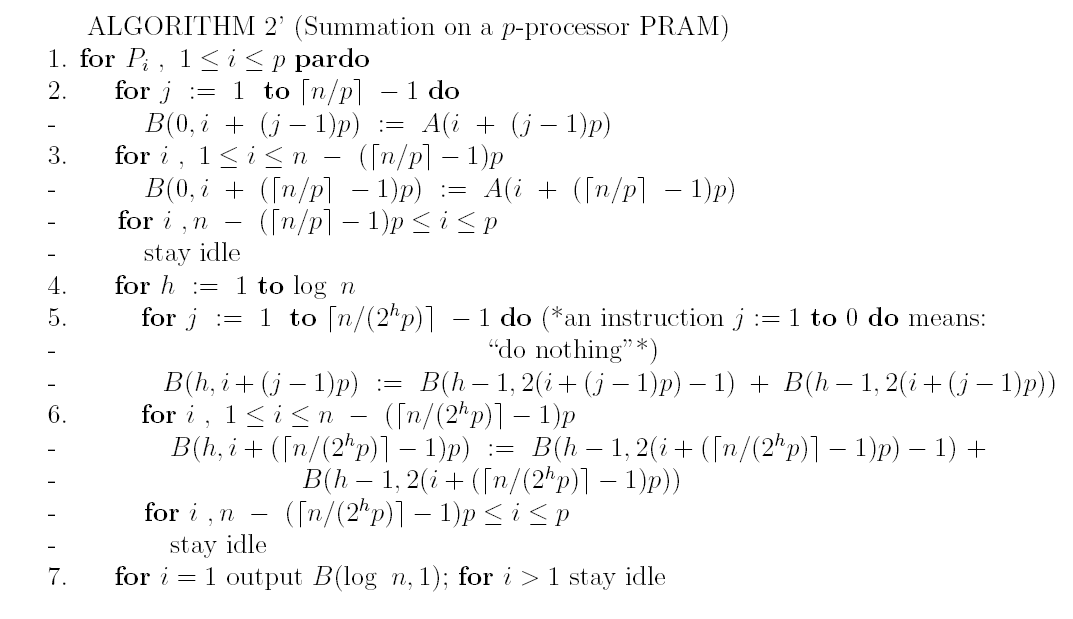 ALGORITHM 2’ (Summation on a p-processor PRAM)
1. for P_i , 1 ≤ i ≤ p pardo
2. for j := 1 to ⌈n/p⌉ − 1 do
- B(0, i + (j − 1)p) := A(i + (j − 1)p)
3. for i , 1 ≤ i ≤ n − (⌈n/p⌉ − 1)p
- B(0, i + (⌈n/p⌉ − 1)p) := A(i + (⌈n/p⌉ − 1)p)
- for i , n − (⌈n/p⌉ − 1)p ≤ i ≤ p
- stay idle
4. for h := 1 to log n
5. for j := 1 to ⌈n/(2^h p)⌉ − 1 do (*an instruction j := 1 to 0 do means:
- “do nothing”*)
- B(h, i + (j − 1)p) := B(h − 1, 2(i + (j − 1)p) − 1) + B(h − 1, 2(i + (j − 1)p))
6. for i , 1 ≤ i ≤ n − (⌈n/(2^h p)⌉ − 1)p
- B(h, i + (⌈n/(2^h p)⌉ − 1)p) := B(h − 1, 2(i + (⌈n/(2^h p)⌉ − 1)p) − 1) +
- B(h − 1, 2(i + (⌈n/(2^h p)⌉ − 1)p))
- for i , n − (⌈n/(2^h p)⌉ − 1)p ≤ i ≤ p
- stay idle
7. for i = 1 output B(log n, 1); for i > 1 stay idle